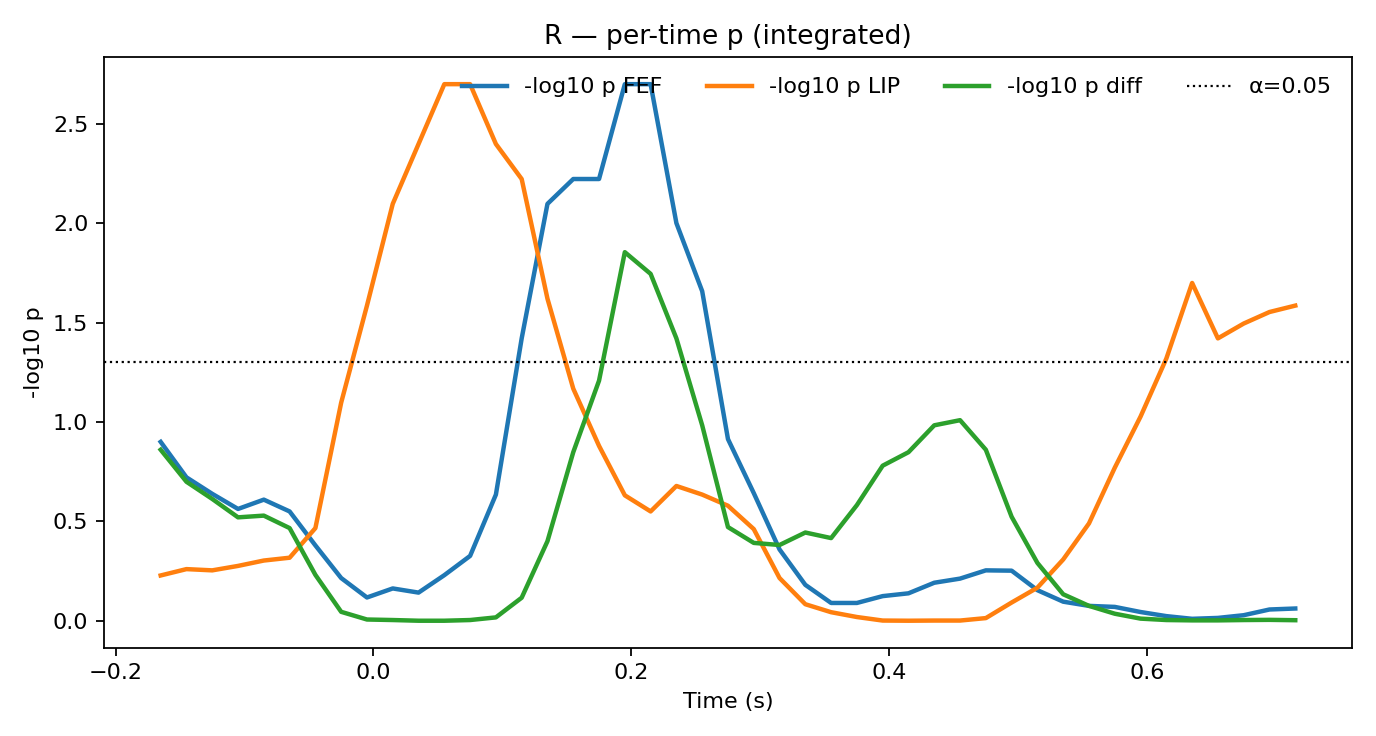 R — per-time p (integrated)
-log10 p FEF
-log10 p LIP
-log10 p diff
α=0.05
-log10 p
2.5
2.0
1.5
1.0
0.5
0.0
−0.2
0.0
0.2
0.4
0.6
Time (s)